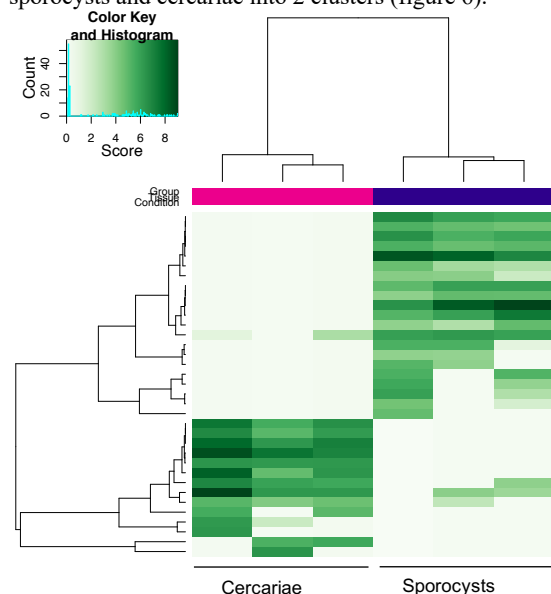 sporocysts and cercariae into 2 clusters (figure 6).
Color Key
and Histogram
Count
0 20 40
0 2 4 6 8
Score
Group
Tissue
Condition
Cercariae
Sporocysts